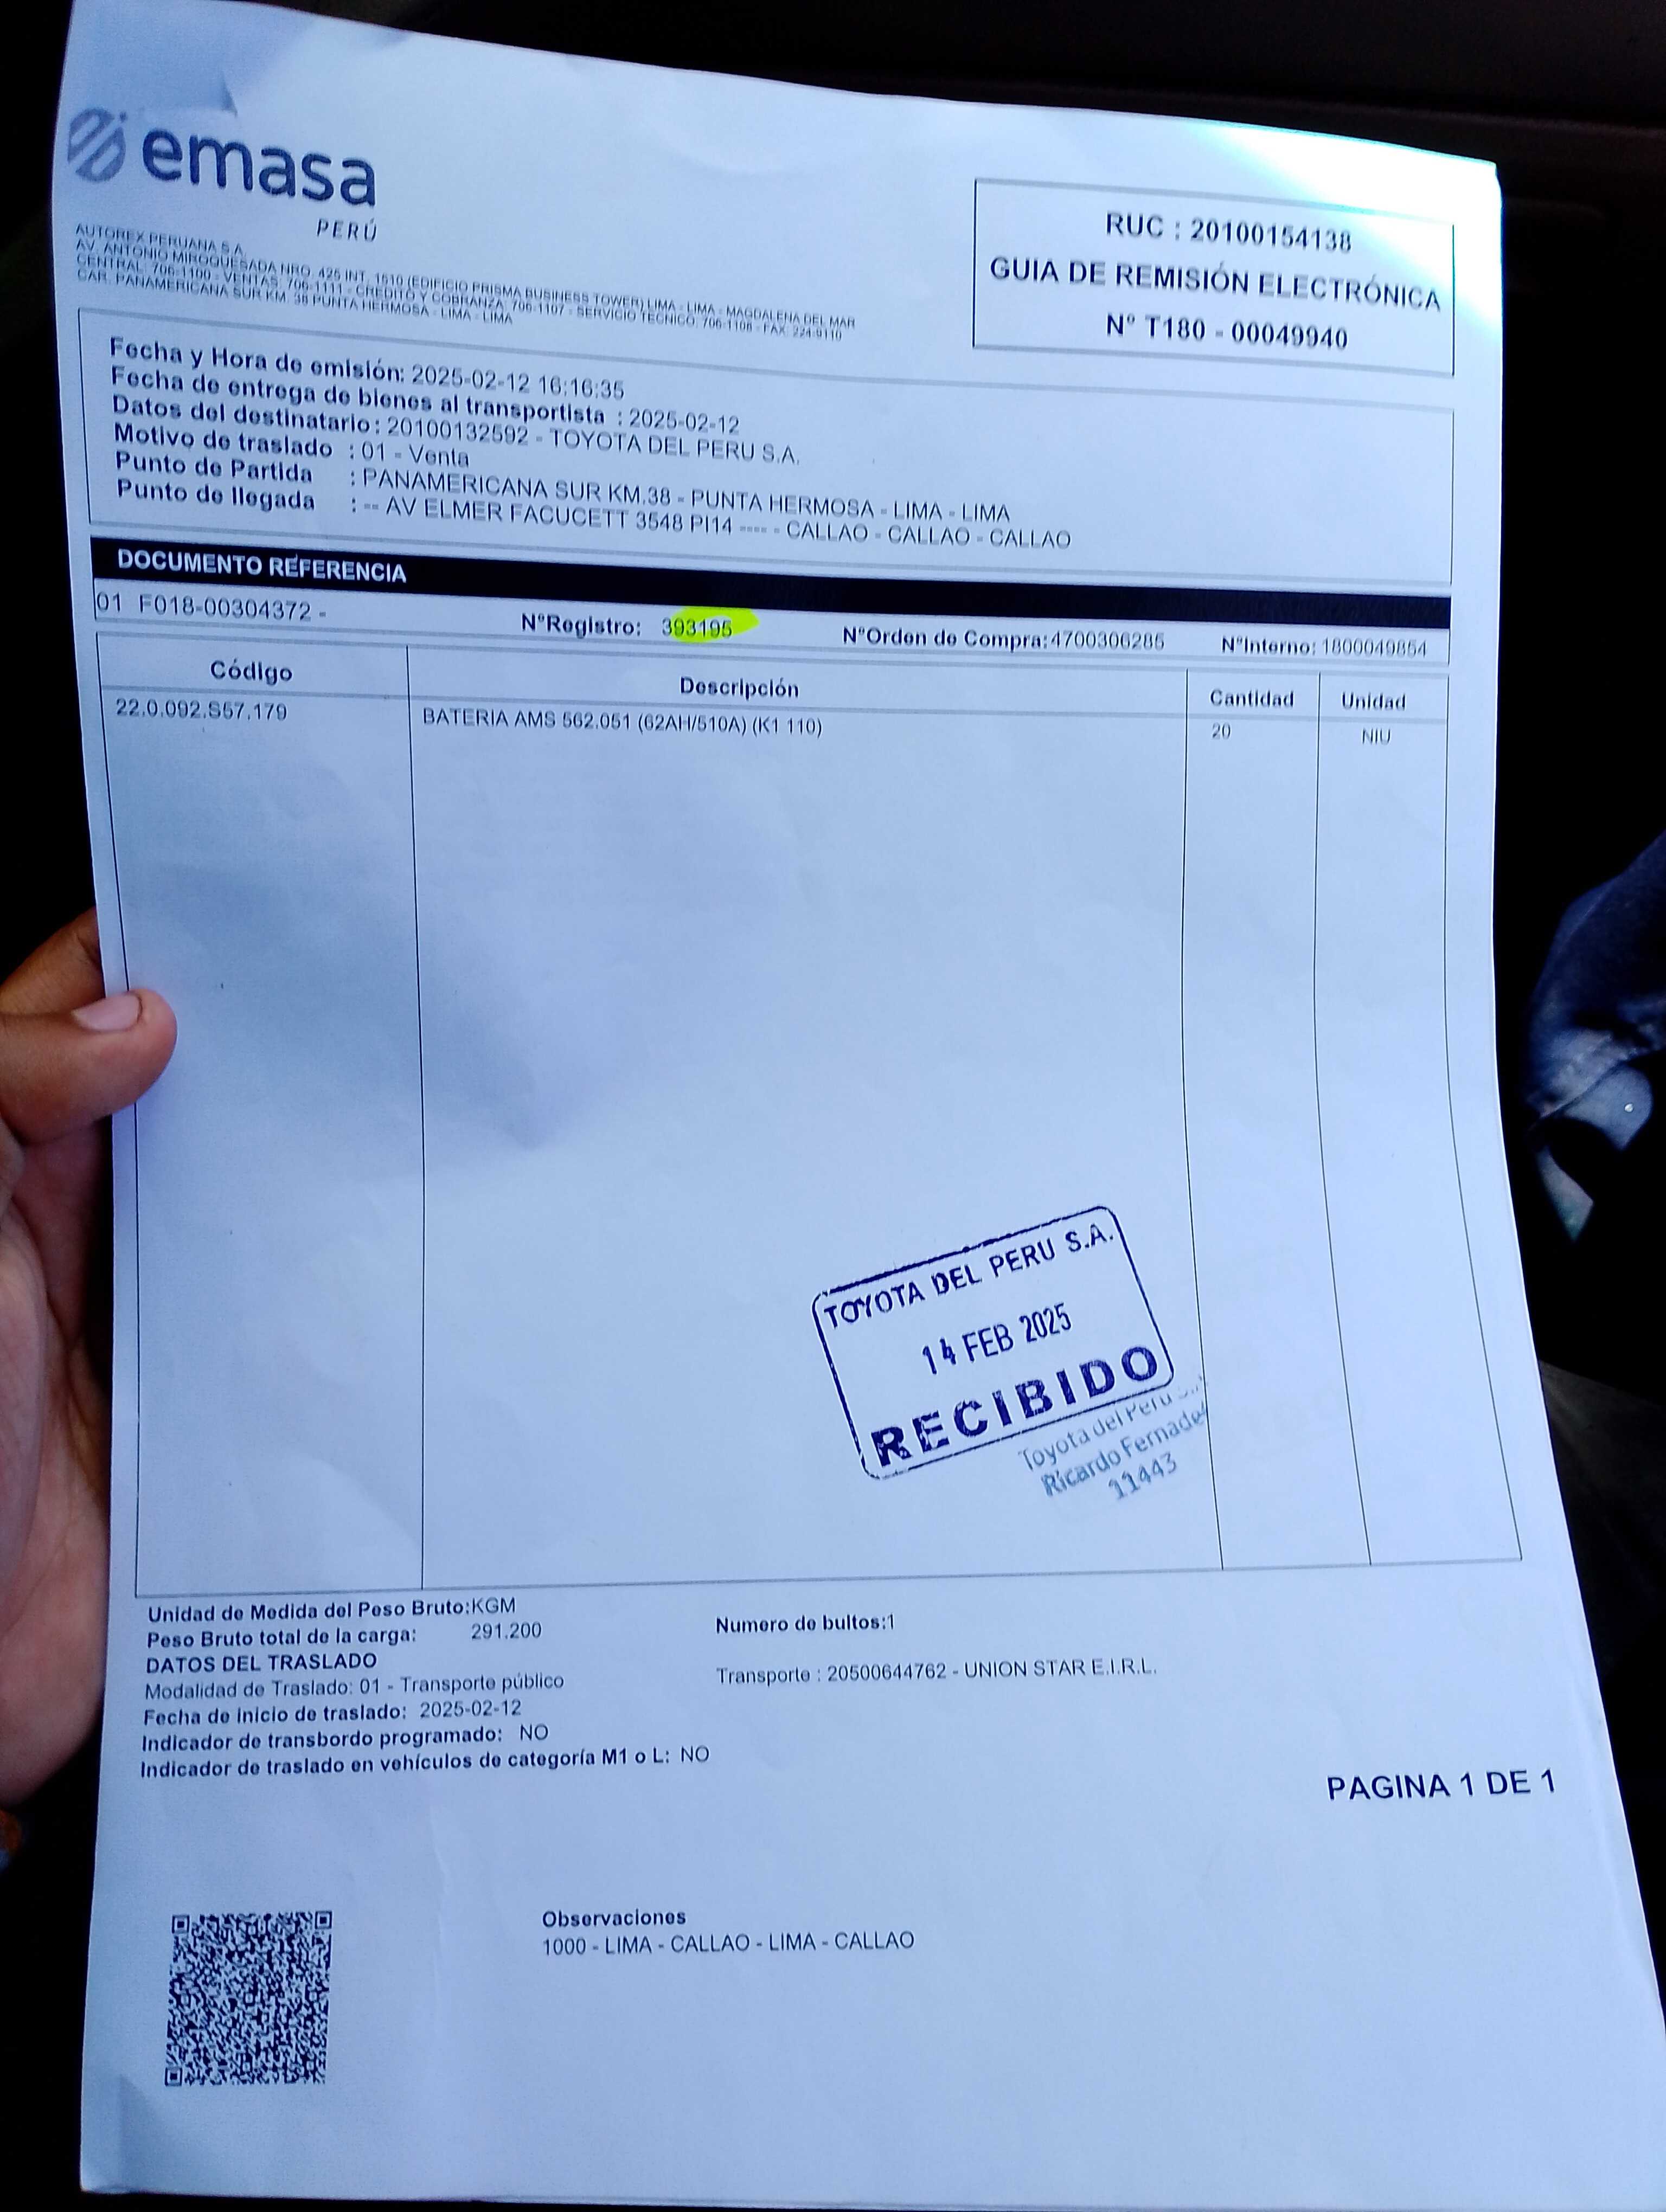 emasa
PERÚ
AUTOREX PERUANA S.A.
AV. ANTONIO MIROQUESADA NRO. 425 INT. 1510 (EDIFICIO PRISMA BUSINESS TOWER) LIMA - LIMA - MAGDALENA DEL MAR
CENTRAL: 706-1100 - VENTAS: 706-1111 - CREDITO Y COBRANZA: 706-1107 - SERVICIO TECNICO: 706-1108 - FAX: 224-9110
CAR. PANAMERICANA SUR KM. 38 PUNTA HERMOSA - LIMA - LIMA
RUC : 20100154138
GUIA DE REMISIÓN ELECTRÓNICA
N° T180 - 00049940
Fecha y Hora de emisión: 2025-02-12 16:16:35
Fecha de entrega de bienes al transportista : 2025-02-12
Datos del destinatario : 20100132592 - TOYOTA DEL PERU S.A.
Motivo de traslado : 01 - Venta
Punto de Partida : PANAMERICANA SUR KM.38 - PUNTA HERMOSA - LIMA - LIMA
Punto de llegada : -- AV ELMER FACUCETT 3548 PI14 ---- - CALLAO - CALLAO - CALLAO
DOCUMENTO REFERENCIA
01 F018-00304372 - N°Registro: 393195 N°Orden de Compra:4700306285 N°Interno: 1800049854
Código Descripción Cantidad Unidad
22.0.092.S57.179 BATERIA AMS 562.051 (62AH/510A) (K1 110) 20 NIU
TOYOTA DEL PERU S.A.
14 FEB 2025
RECIBIDO
Toyota del Peru
Ricardo Fernade
11443
Unidad de Medida del Peso Bruto:KGM
Peso Bruto total de la carga: 291.200 Numero de bultos:1
DATOS DEL TRASLADO
Modalidad de Traslado: 01 - Transporte público Transporte : 20500644762 - UNION STAR E.I.R.L.
Fecha de inicio de traslado: 2025-02-12
Indicador de transbordo programado: NO
Indicador de traslado en vehículos de categoría M1 o L: NO
PAGINA 1 DE 1
Observaciones
1000 - LIMA - CALLAO - LIMA - CALLAO